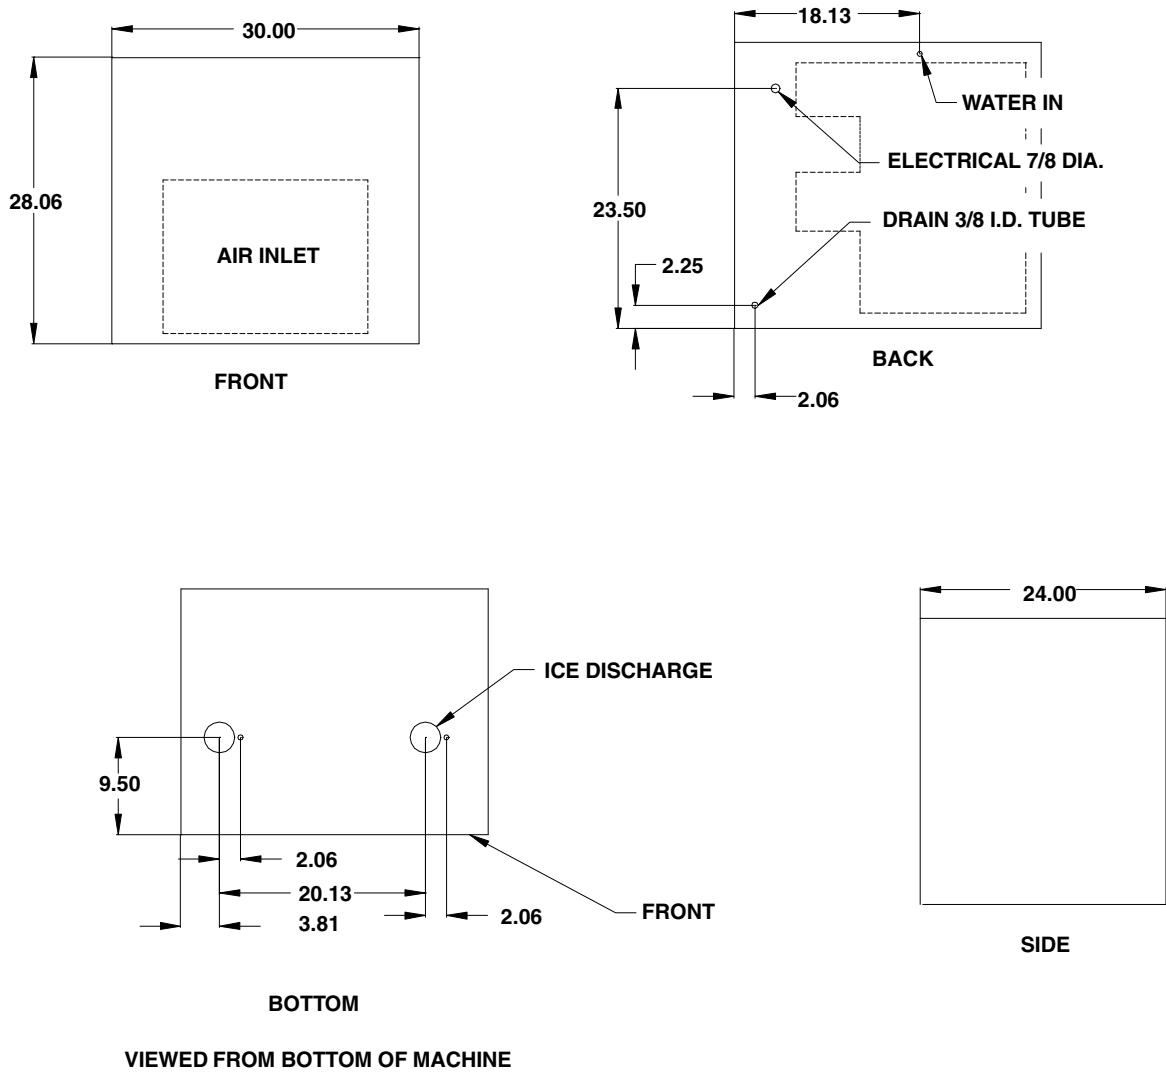 30.00
28.06
AIR INLET
FRONT
18.13
WATER IN
ELECTRICAL 7/8 DIA.
23.50
DRAIN 3/8 I.D. TUBE
2.25
BACK
2.06
ICE DISCHARGE
9.50
2.06
20.13
3.81
2.06
FRONT
BOTTOM
VIEWED FROM BOTTOM OF MACHINE
24.00
SIDE